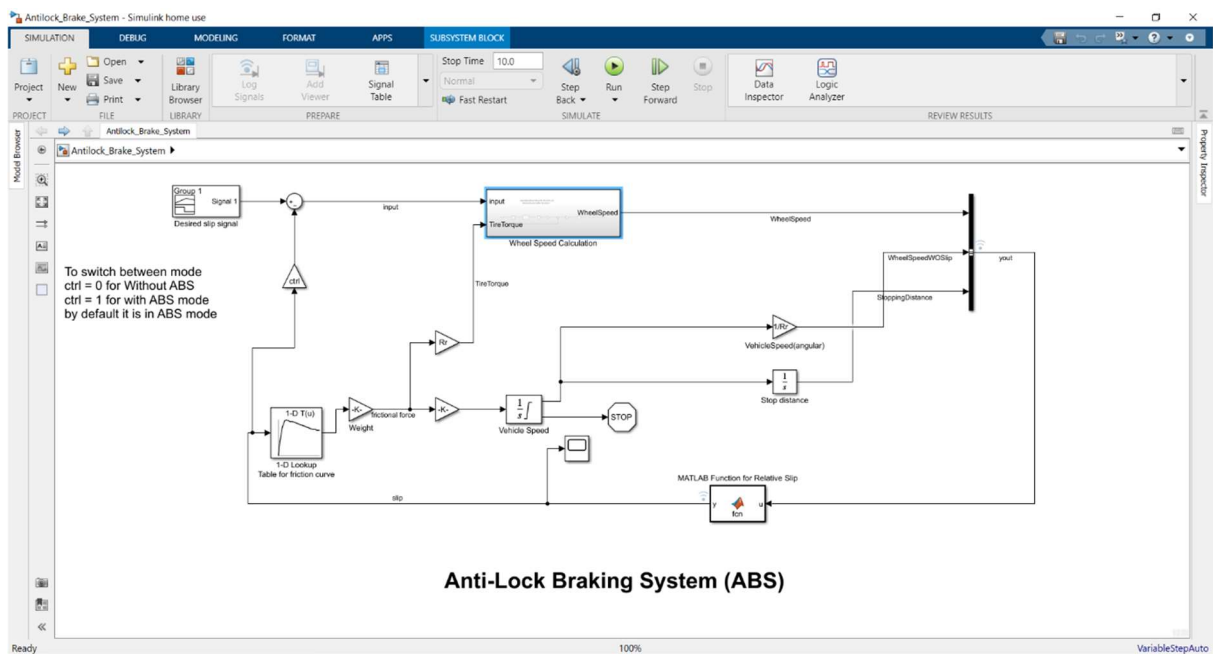 Antilock_Brake_System - Simulink home use
SIMULATION DEBUG MODELING FORMAT APPS SUBSYSTEM BLOCK
Project
New
Open
Save
Print
Library
Browser
Log
Signals
Add
Viewer
Signal
Table
Stop Time 10.0
Normal
Fast Restart
Step
Back
Run
Step
Forward
Stop
Data
Inspector
Logic
Analyzer
PROJECT FILE LIBRARY PREPARE SIMULATE REVIEW RESULTS
Model Browser
Property Inspector
Antilock_Brake_System
Antilock_Brake_System
Group 1
Signal 1
Desired slip signal
+
-
input
input
TireTorque
WheelSpeed
Wheel Speed Calculation
WheelSpeed
To switch between mode
ctrl = 0 for Without ABS
ctrl = 1 for with ABS mode
by default it is in ABS mode
ctrl
TireTorque
WheelSpeedWOSlip
yout
StoppingDistance
Rr
1/Rr
VehicleSpeed(angular)
1
s
Stop distance
1-D T(u)
1-D Lookup
Table for friction curve
-K-
Weight
frictional force
-K-
1
s
Vehicle Speed
STOP
MATLAB Function for Relative Slip
y
u
fcn
slip
Anti-Lock Braking System (ABS)
Ready
100%
VariableStepAuto